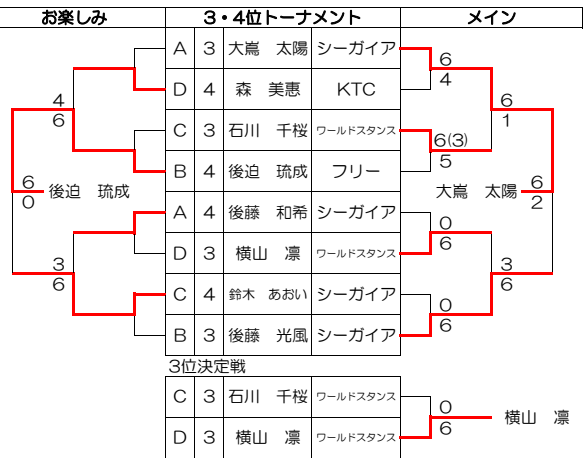 お楽しみ 3・4位トーナメント メイン
A 3 大嶌 太陽 シーガイア
6
D 4 森 美恵 KTC
4
4 6
6 1
C 3 石川 千桜 ワールドスタンス
6(3)
B 4 後迫 琉成 フリー
5
6 後迫 琉成 大嶌 太陽 6
0 2
A 4 後藤 和希 シーガイア
0
D 3 横山 凛 ワールドスタンス
6
3 3
6 6
C 4 鈴木 あおい シーガイア
0
B 3 後藤 光風 シーガイア
6
3位決定戦
C 3 石川 千桜 ワールドスタンス
0
横山 凛
D 3 横山 凛 ワールドスタンス
6